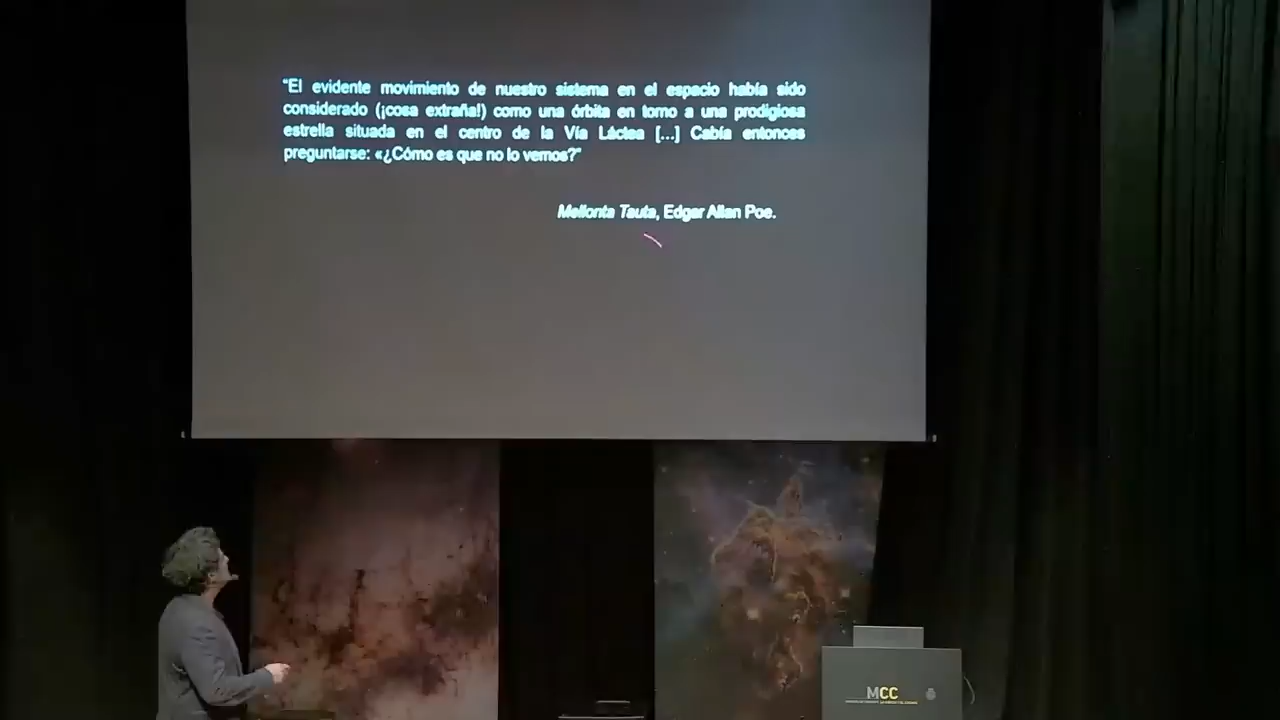 “El evidente movimiento de nuestro sistema en el espacio había sido
considerado (¡cosa extraña!) como una órbita en torno a una prodigiosa
estrella situada en el centro de la Vía Láctea [...] Cabía entonces
preguntarse: «¿Cómo es que no lo vemos?”
Mellonta Tauta, Edgar Allan Poe.
MCC